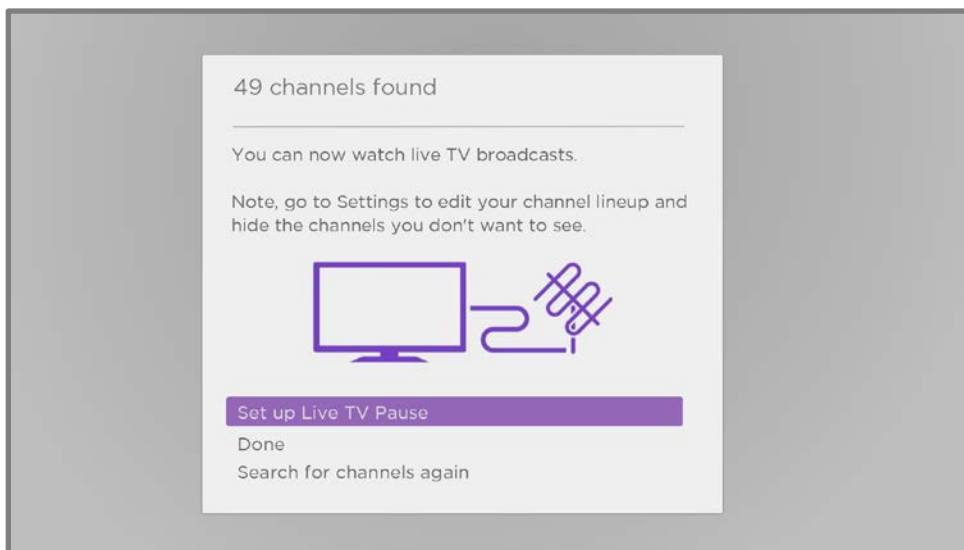 49 channels found
You can now watch live TV broadcasts.
Note, go to Settings to edit your channel lineup and
hide the channels you don't want to see.
Set up Live TV Pause
Done
Search for channels again